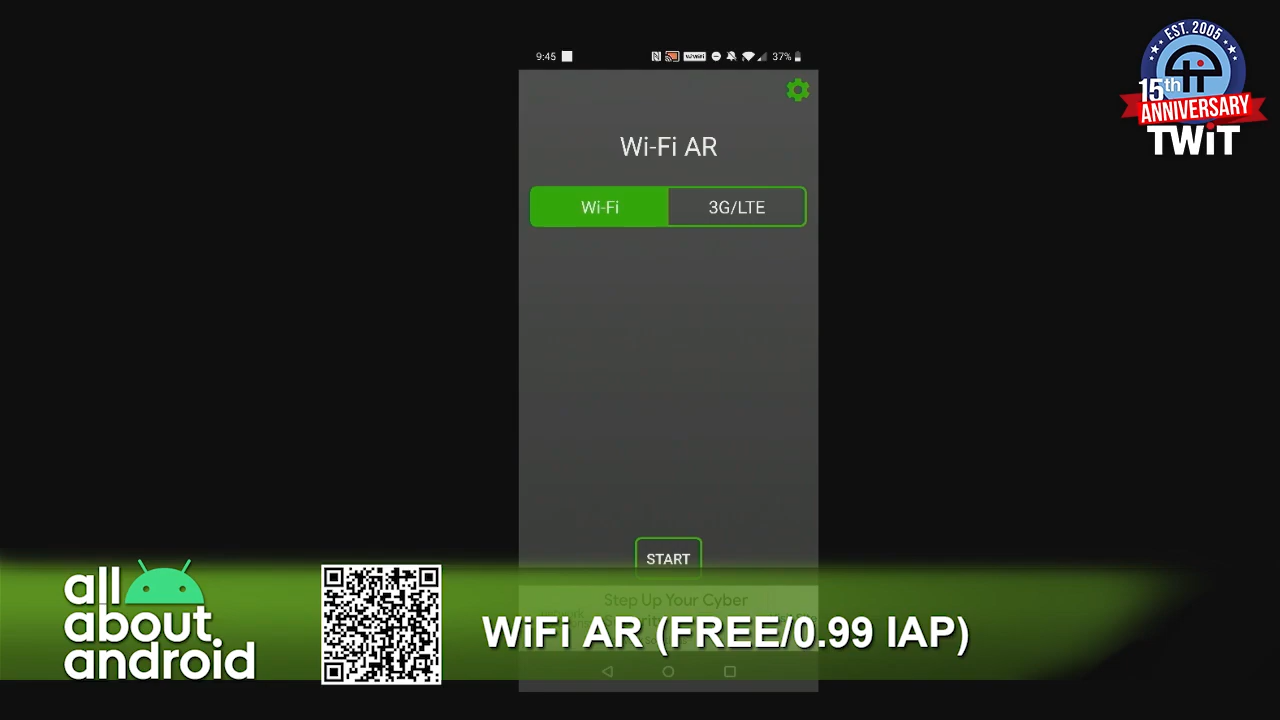 EST. 2005
15th
ANNIVERSARY
TWiT
9:45
37%
Wi-Fi AR
Wi-Fi
3G/LTE
START
Step Up Your Cyber
all
about
android
WiFi AR (FREE/0.99 IAP)